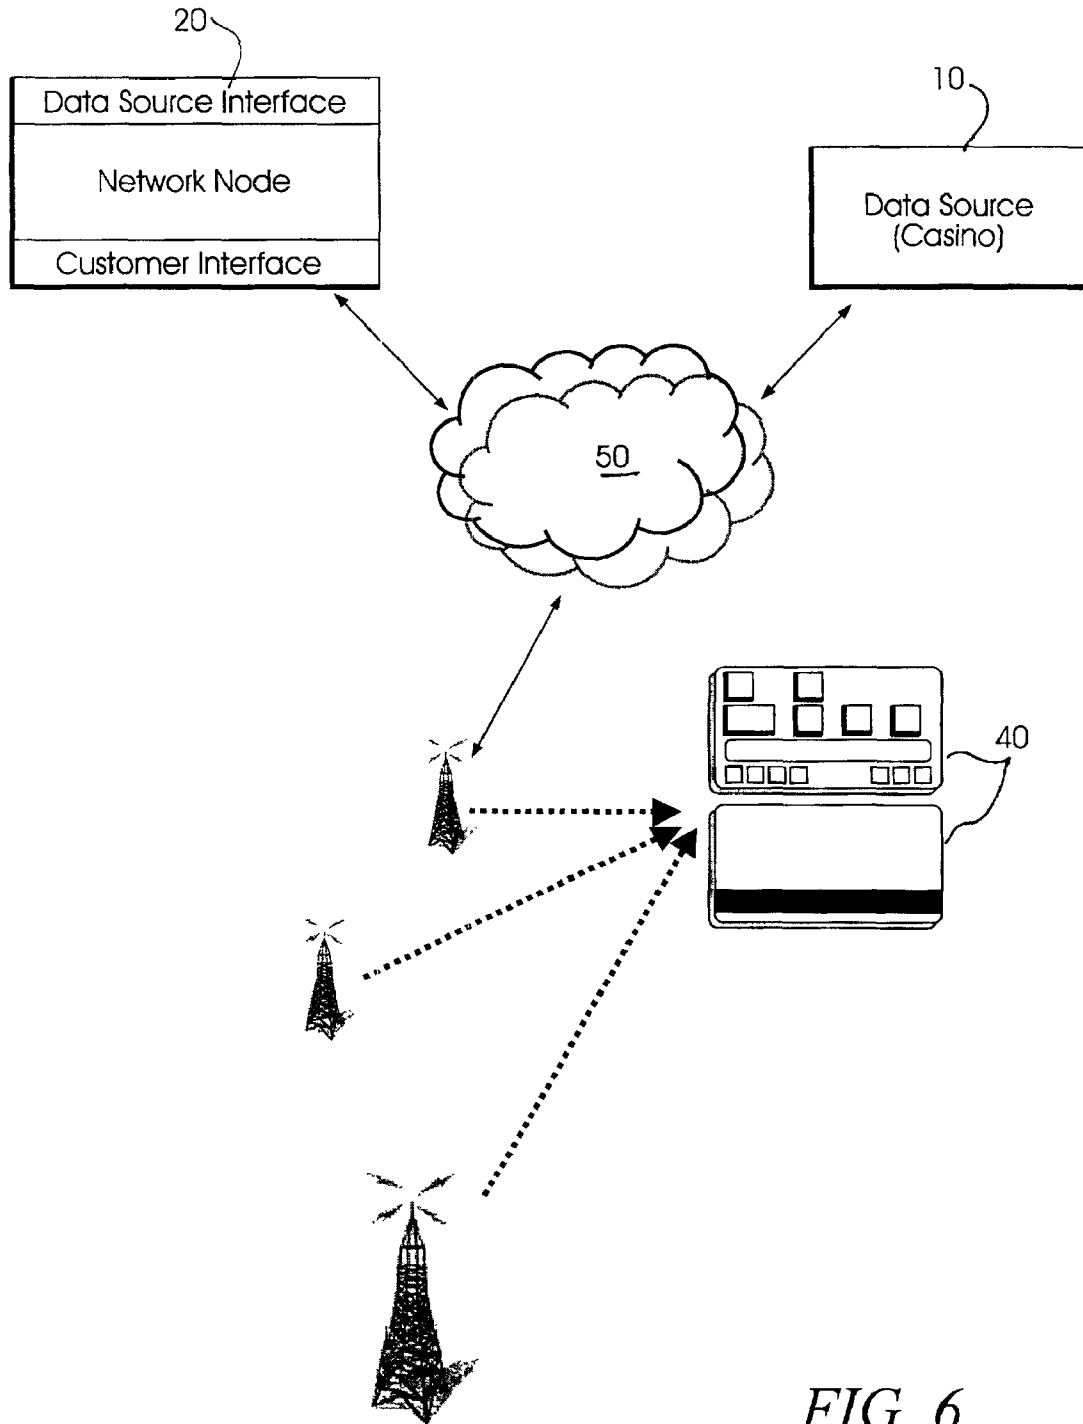 20
Data Source Interface
Network Node
Customer Interface
10
Data Source
(Casino)
50
40
FIG. 6